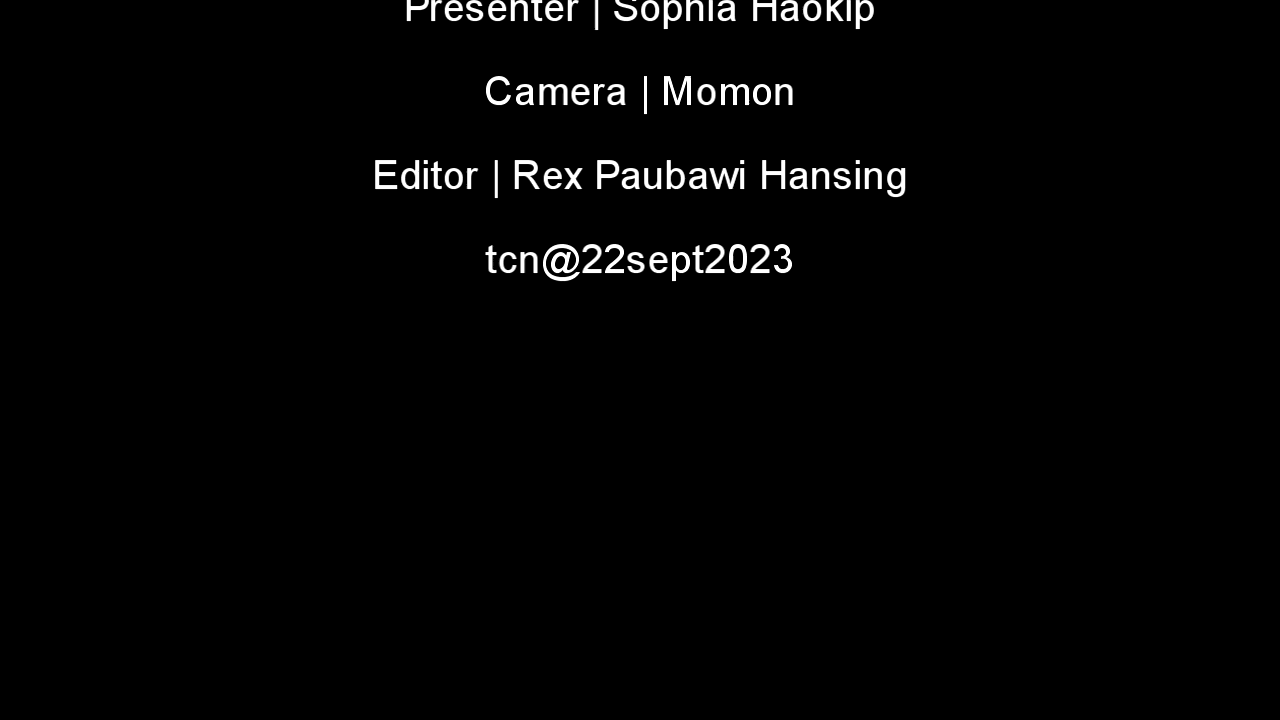 Presenter | Sophia Haokip
Camera | Momon
Editor | Rex Paubawi Hansing
tcn@22sept2023